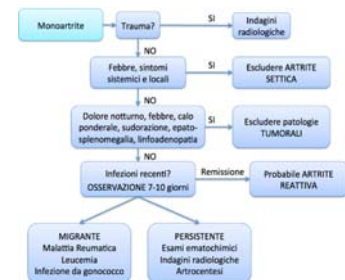 Monoartrite
Trauma?
SI
Indagini
radiologiche
NO
Febbre, sintomi
sistemici e locali
SI
Escludere ARTRITE
SETTICA
NO
Dolore notturno, febbre, calo
ponderale, sudorazione, epato-
splenomegalia, linfoadenopatia
SI
Escludere patologie
TUMORALI
NO
Infezioni recenti?
OSSERVAZIONE 7-10 giorni
Remissione
Probabile ARTRITE
REATTIVA
MIGRANTE
Malattia Reumatica
Leucemia
Infezione da gonococco
PERSISTENTE
Esami ematochimici
Indagini radiologiche
Artrocentesi